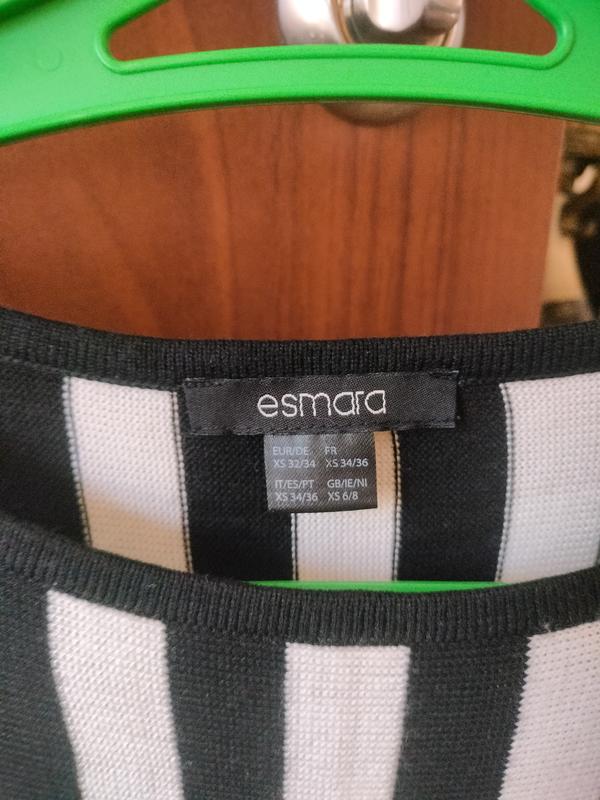 esmara
EUR/DE FR
XS 32/34 XS 34/36
IT/ES/PT GB/IE/NI
XS 34/36 XS 6/8